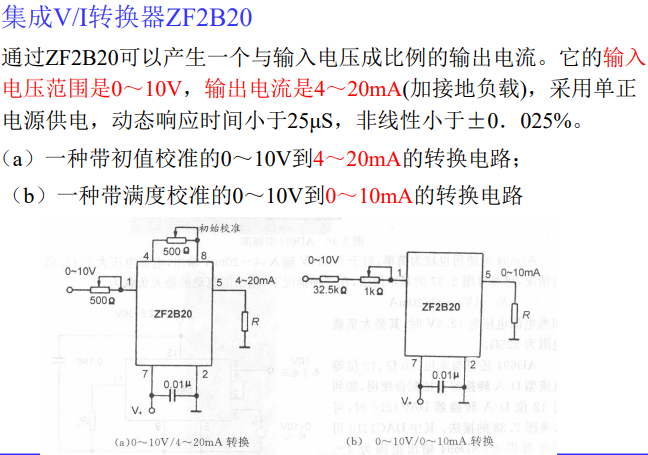 集成V/I转换器ZF2B20
通过ZF2B20可以产生一个与输入电压成比例的输出电流。它的输入
电压范围是0～10V，输出电流是4～20mA(加接地负载)，采用单正
电源供电，动态响应时间小于25μS，非线性小于±0．025%。
（a）一种带初值校准的0～10V到4～20mA的转换电路；
（b）一种带满度校准的0～10V到0～10mA的转换电路
初始校准
500Ω
4
8
0~10V
1
500Ω
5
4~20mA
ZF2B20
R
7
2
0.01μ
V+
(a)0～10V/4～20mA 转换
0~10V
32.5kΩ
1kΩ
1
5
0~10mA
ZF2B20
R
7
2
0.01μ
V+
(b) 0～10V/0～10mA 转换